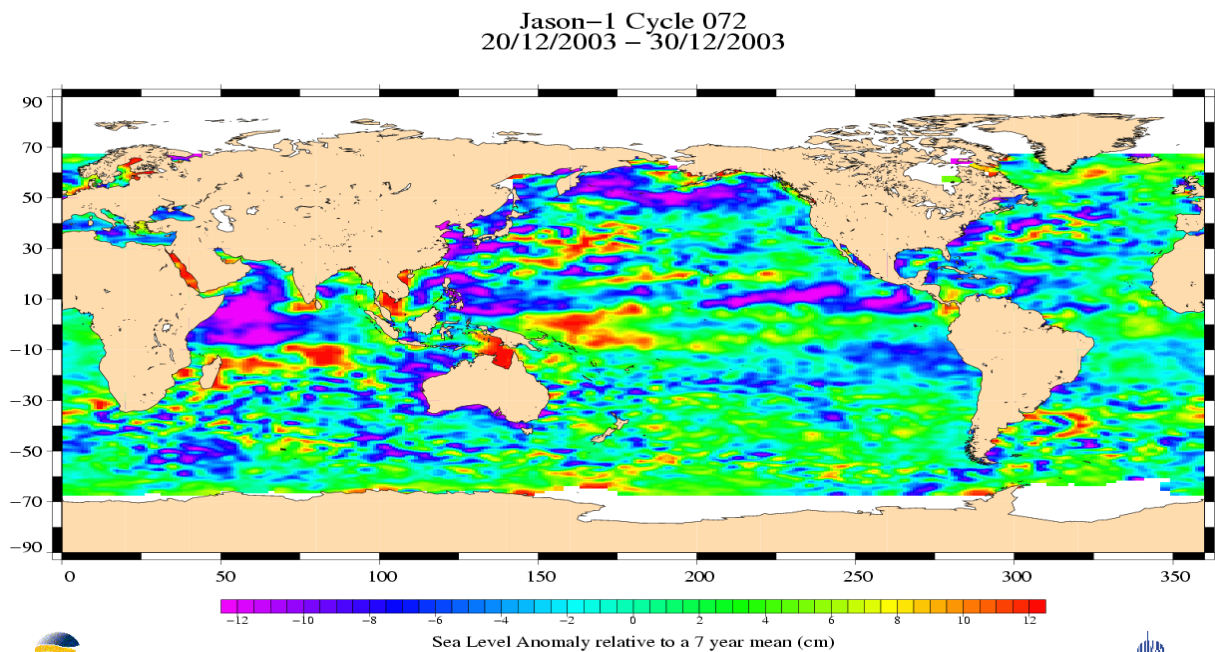 Jason−1 Cycle 072
20/12/2003 − 30/12/2003
90
70
50
30
10
−10
−30
−50
−70
−90
0 50 100 150 200 250 300 350
−12 −10 −8 −6 −4 −2 0 2 4 6 8 10 12
Sea Level Anomaly relative to a 7 year mean (cm)